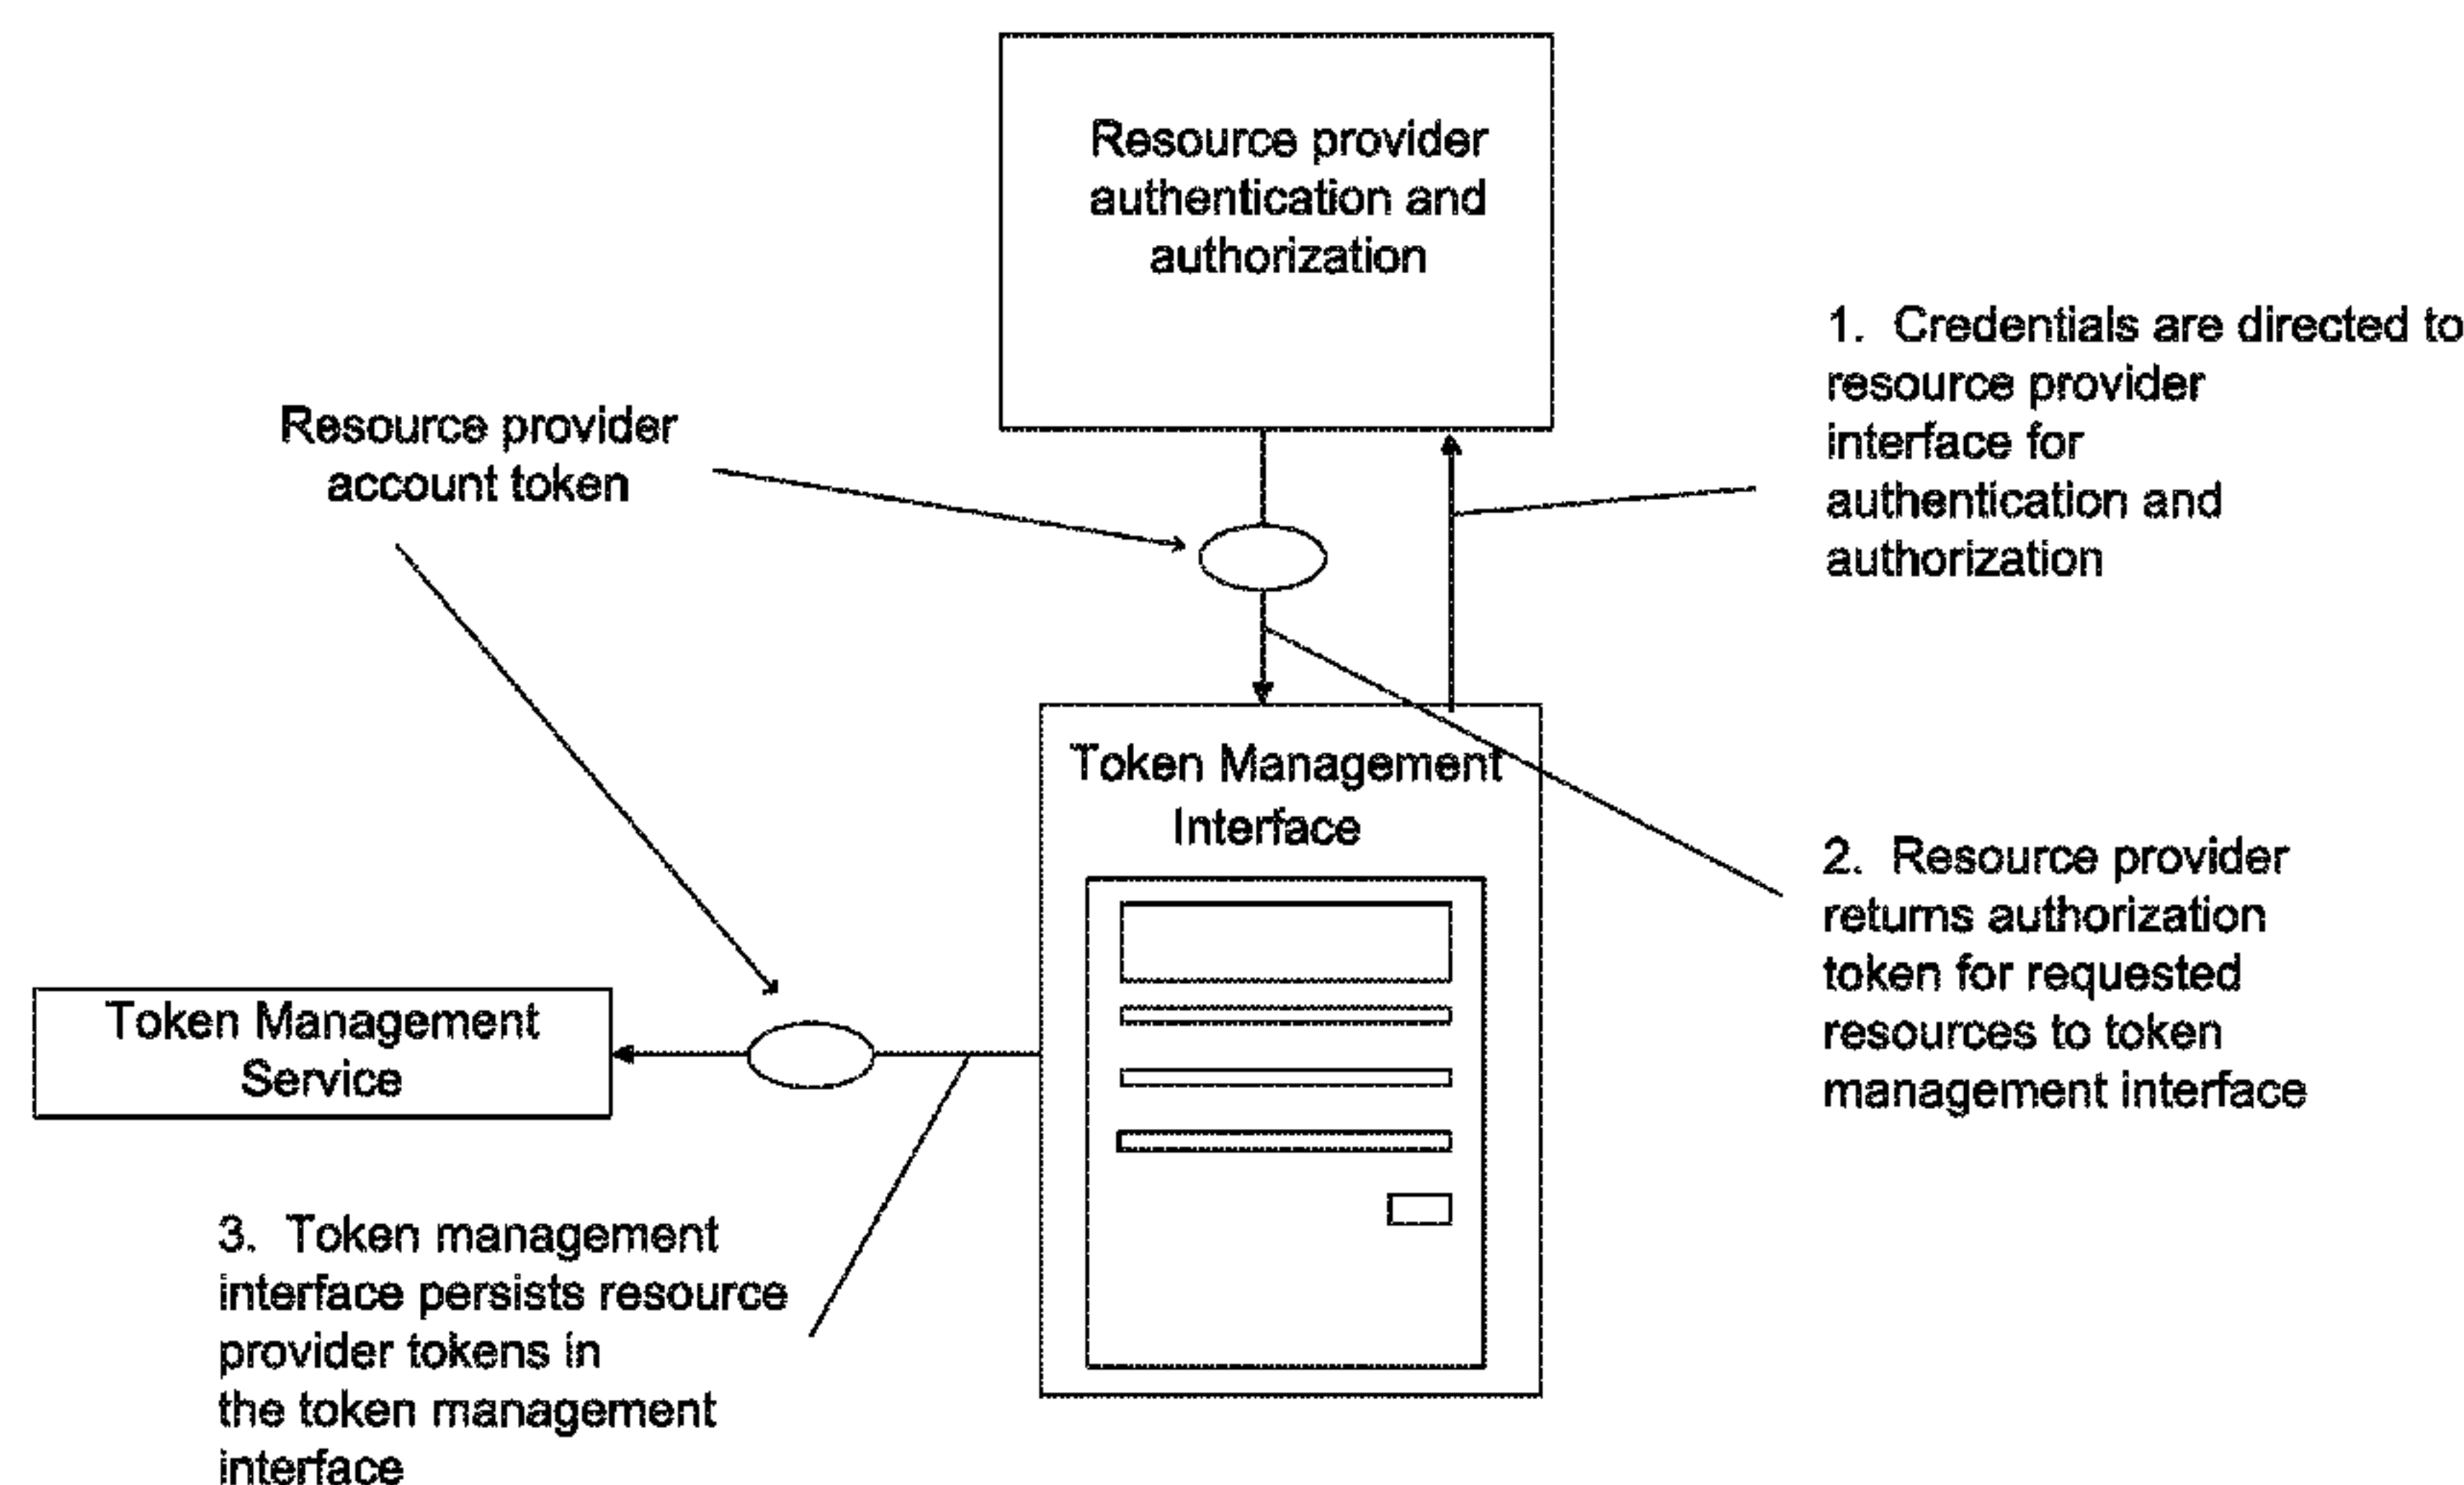 Resource provider
authentication and
authorization
1. Credentials are directed to
resource provider
interface for
authentication and
authorization
Resource provider
account token
Token Management
Interface
2. Resource provider
returns authorization
token for requested
resources to token
management interface
Token Management
Service
3. Token management
interface persists resource
provider tokens in
the token management
interface